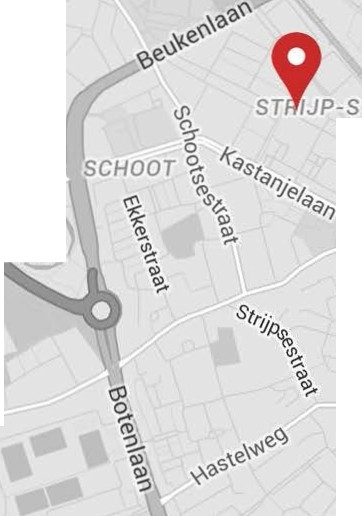 Beukenlaan
STRIJP-S
Schootsestraat
SCHOOT
Kastanjelaan
Ekkerstraat
Strijpsestraat
Botenlaan
Hastelweg